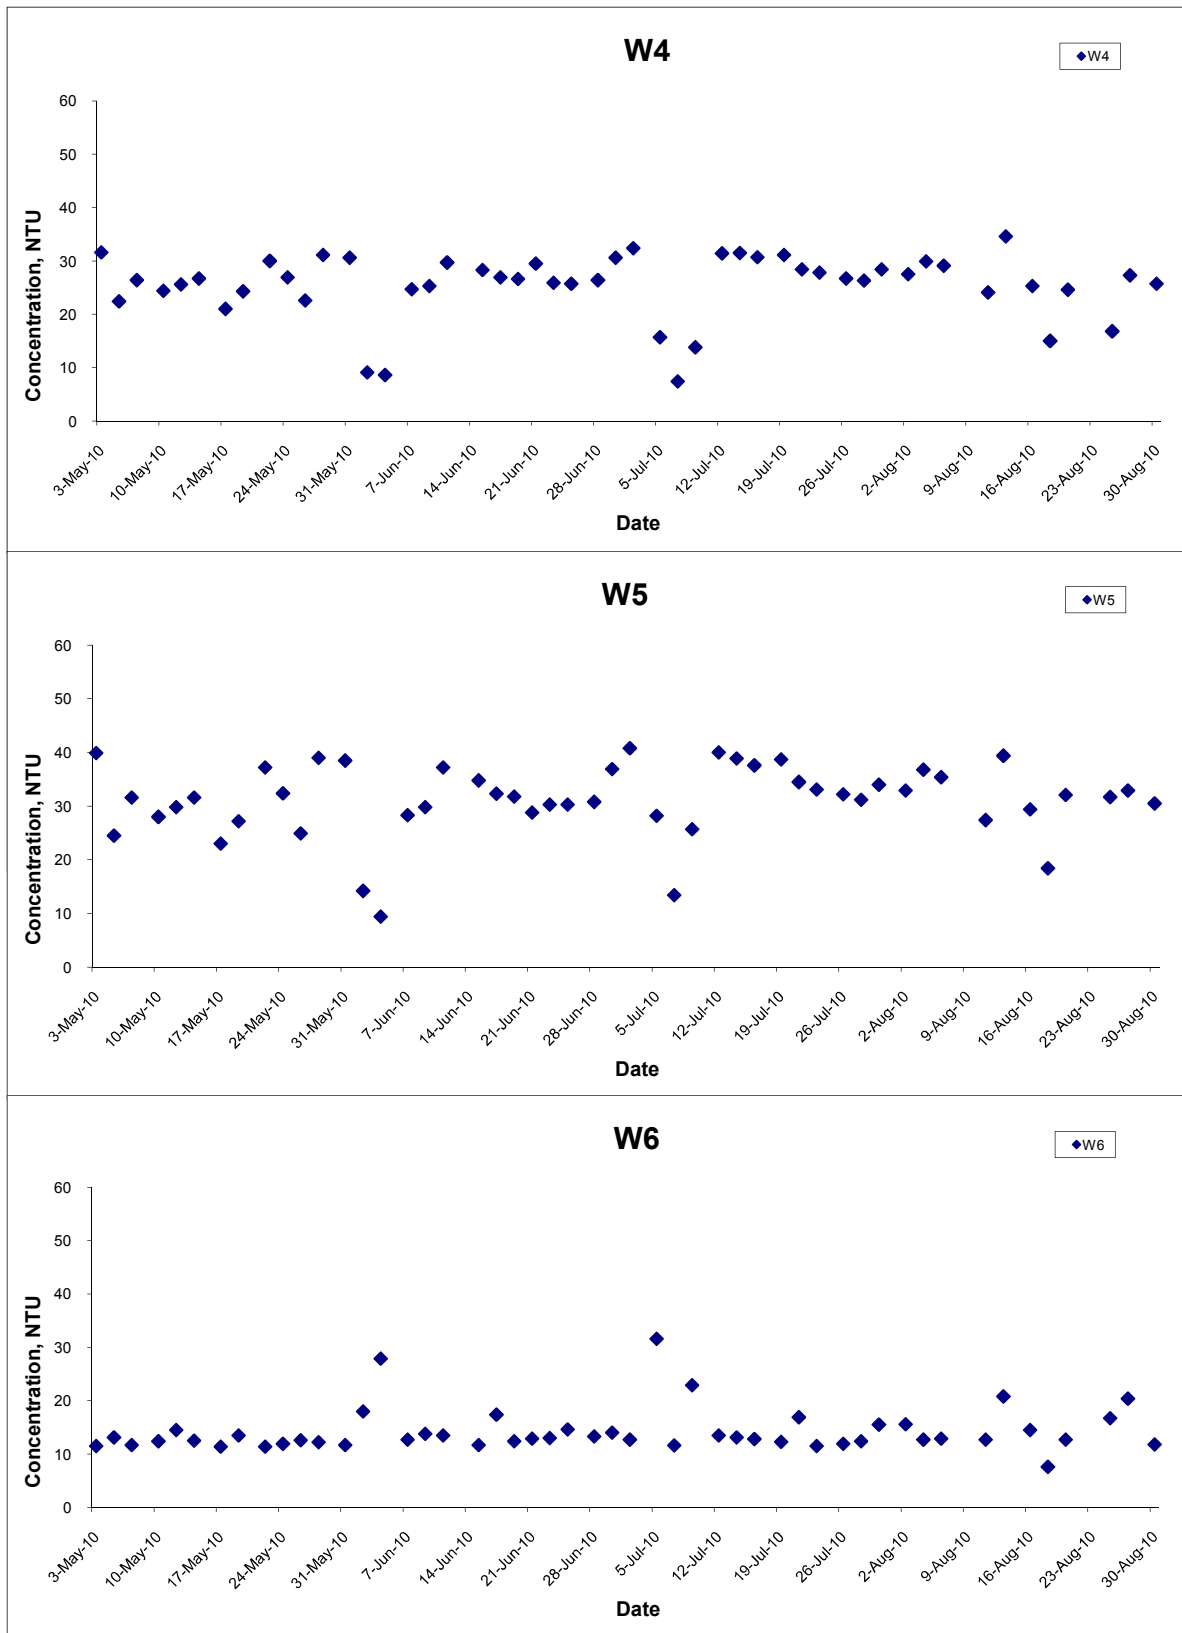 W4
W4
60
50
40
30
20
10
0
Concentration, NTU
3-May-10
10-May-10
17-May-10
24-May-10
31-May-10
7-Jun-10
14-Jun-10
21-Jun-10
28-Jun-10
5-Jul-10
12-Jul-10
19-Jul-10
26-Jul-10
2-Aug-10
9-Aug-10
16-Aug-10
23-Aug-10
30-Aug-10
Date
W5
W5
60
50
40
30
20
10
0
Concentration, NTU
3-May-10
10-May-10
17-May-10
24-May-10
31-May-10
7-Jun-10
14-Jun-10
21-Jun-10
28-Jun-10
5-Jul-10
12-Jul-10
19-Jul-10
26-Jul-10
2-Aug-10
9-Aug-10
16-Aug-10
23-Aug-10
30-Aug-10
Date
W6
W6
60
50
40
30
20
10
0
Concentration, NTU
3-May-10
10-May-10
17-May-10
24-May-10
31-May-10
7-Jun-10
14-Jun-10
21-Jun-10
28-Jun-10
5-Jul-10
12-Jul-10
19-Jul-10
26-Jul-10
2-Aug-10
9-Aug-10
16-Aug-10
23-Aug-10
30-Aug-10
Date